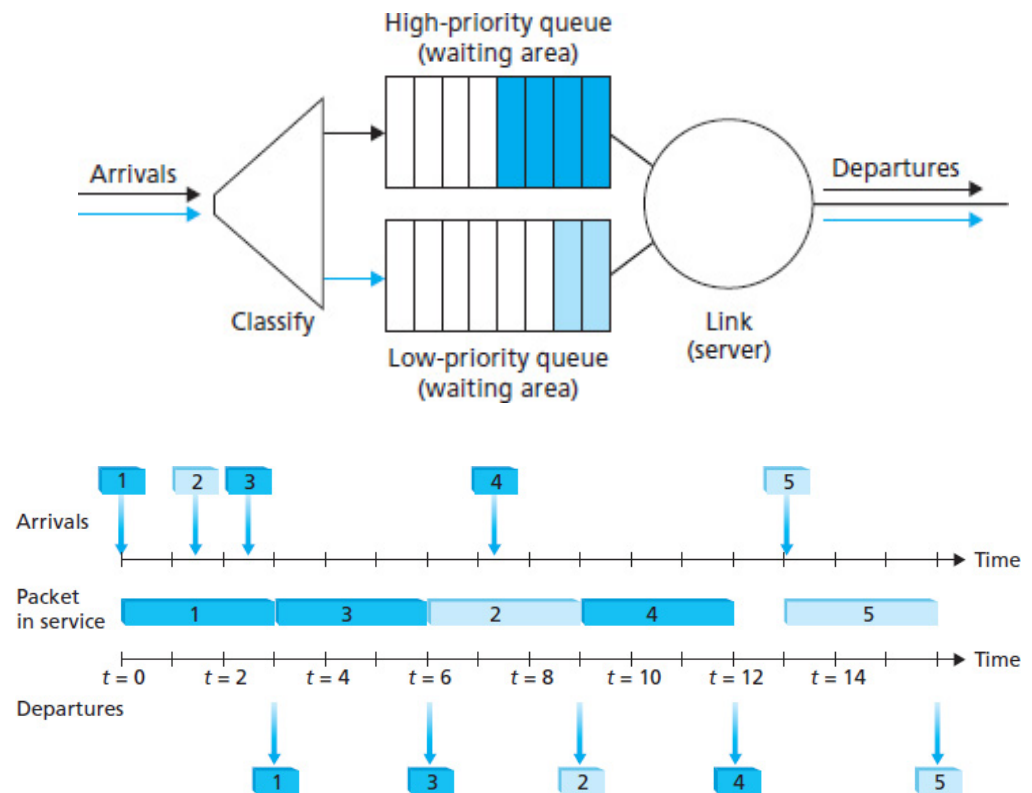 High-priority queue
(waiting area)
Arrivals
Departures
Classify
Link
(server)
Low-priority queue
(waiting area)
1
2
3
4
5
Arrivals
Time
Packet
in service
1
3
2
4
5
Time
t = 0
t = 2
t = 4
t = 6
t = 8
t = 10
t = 12
t = 14
Departures
1
3
2
4
5